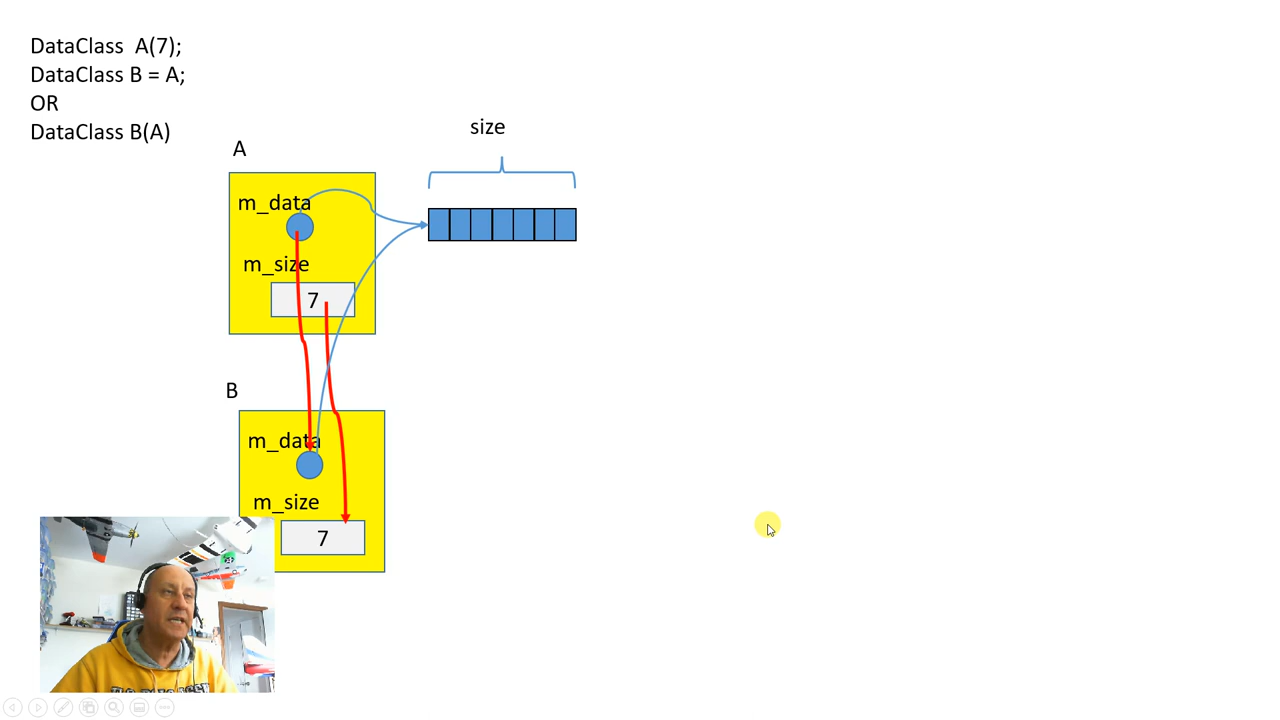 DataClass  A(7);
DataClass B = A;
OR
DataClass B(A)
size
A
m_data
m_size
7
B
m_data
m_size
7